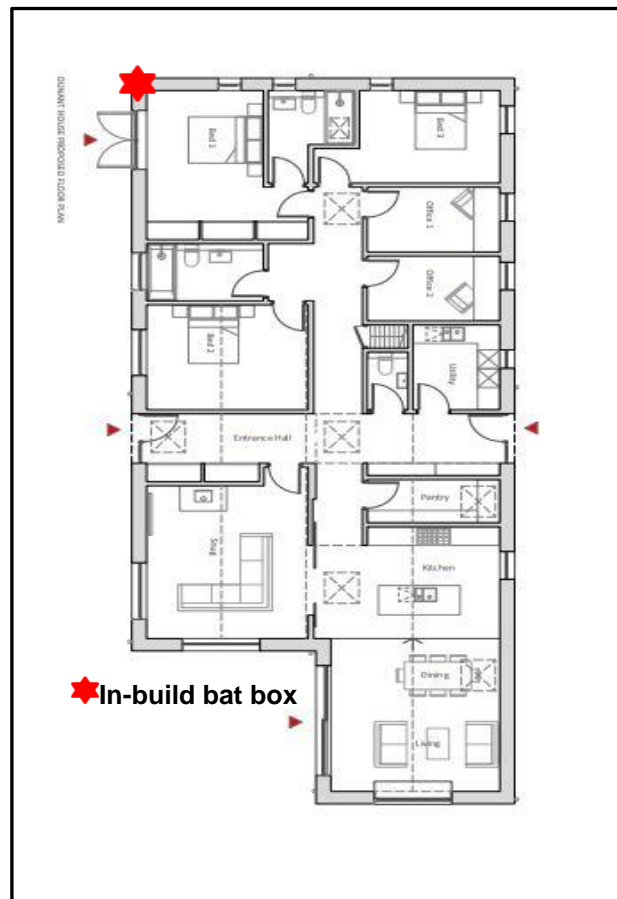 DUNANT HOUSE PROPOSED FLOOR PLAN
Bed 1
Bed 3
Office 1
Office 2
Bed 2
Utility
Entrance Hall
Pantry
Snug
Kitchen
In-build bat box
Dining
Living